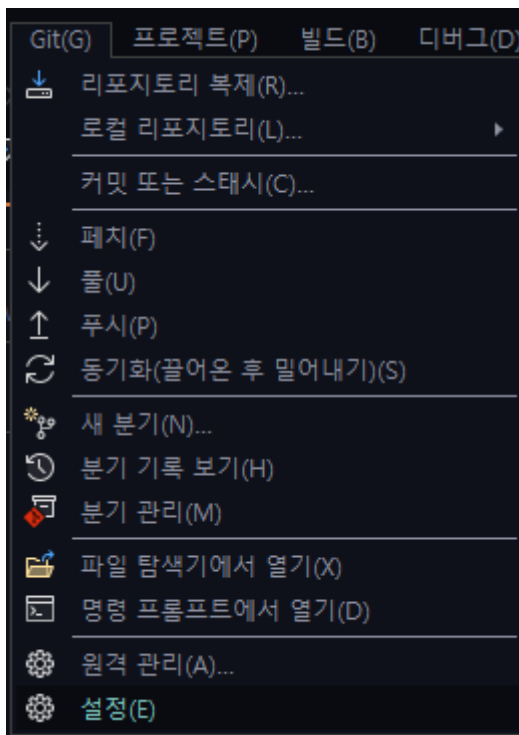 Git(G) 프로젝트(P) 빌드(B) 디버그(D)
리포지토리 복제(R)...
로컬 리포지토리(L)...
커밋 또는 스태시(C)...
페치(F)
풀(U)
푸시(P)
동기화(끌어온 후 밀어내기)(S)
새 분기(N)...
분기 기록 보기(H)
분기 관리(M)
파일 탐색기에서 열기(X)
명령 프롬프트에서 열기(D)
원격 관리(A)...
설정(E)